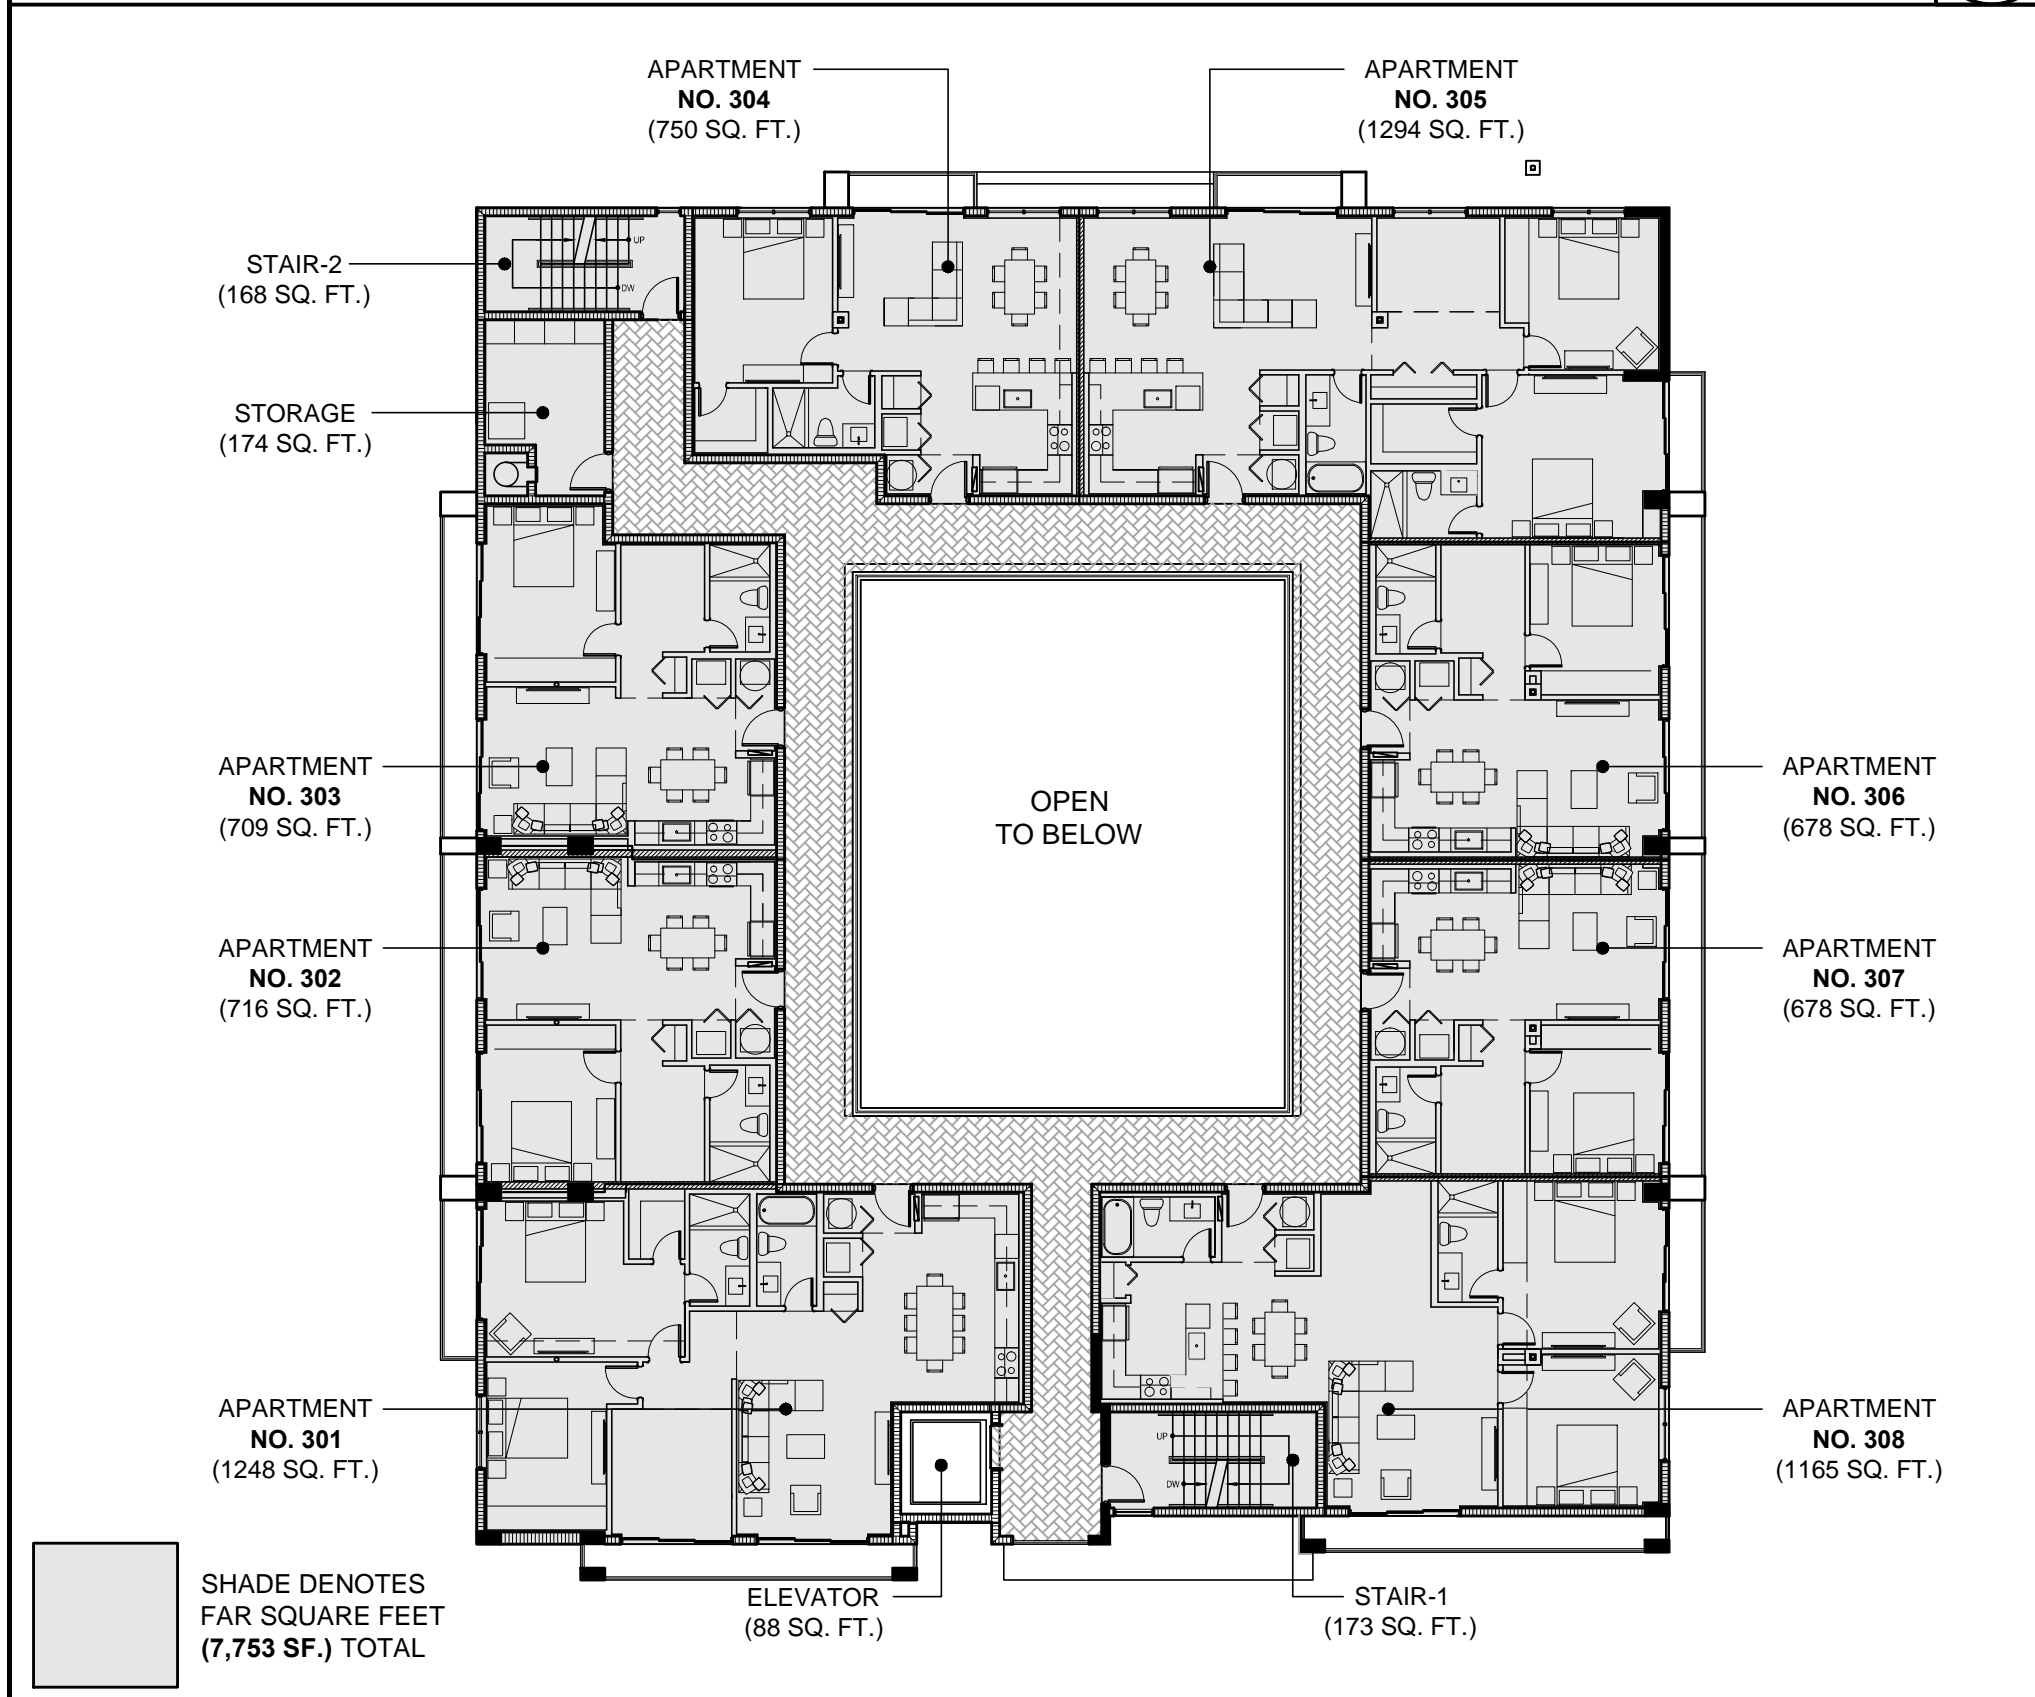 APARTMENT
NO. 304
(750 SQ. FT.)
APARTMENT
NO. 305
(1294 SQ. FT.)
STAIR-2
(168 SQ. FT.)
UP
DW
STORAGE
(174 SQ. FT.)
APARTMENT
NO. 303
(709 SQ. FT.)
OPEN
TO BELOW
APARTMENT
NO. 306
(678 SQ. FT.)
APARTMENT
NO. 302
(716 SQ. FT.)
APARTMENT
NO. 307
(678 SQ. FT.)
APARTMENT
NO. 301
(1248 SQ. FT.)
UP
DW
APARTMENT
NO. 308
(1165 SQ. FT.)
SHADE DENOTES
FAR SQUARE FEET
(7,753 SF.) TOTAL
ELEVATOR
(88 SQ. FT.)
STAIR-1
(173 SQ. FT.)